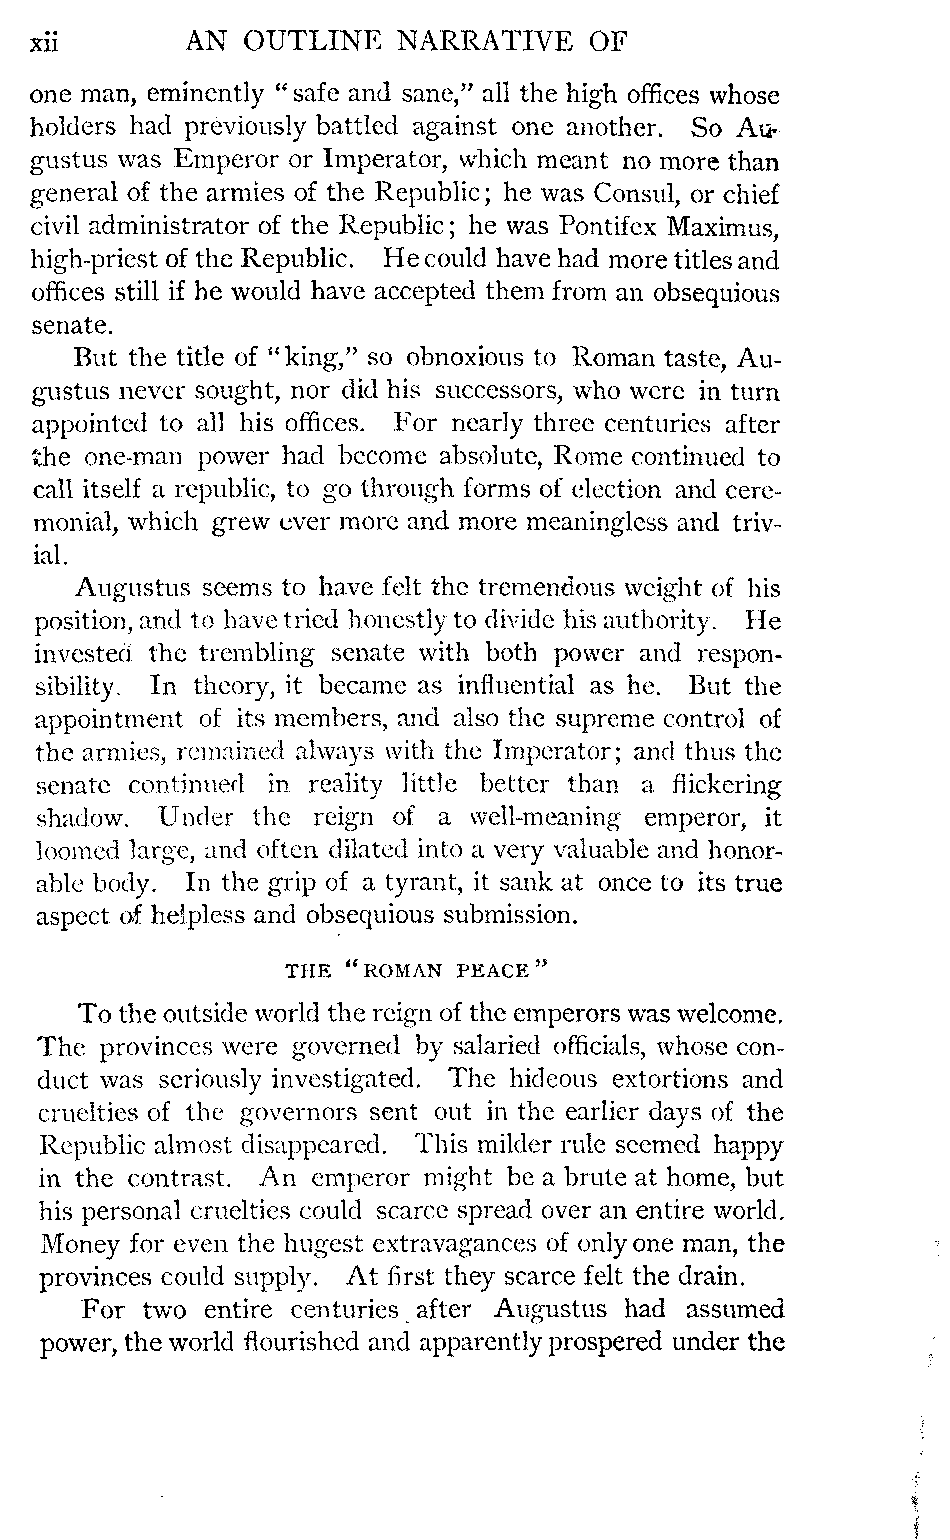 xii AN OUTLINE NARRATIVE OF
one man, eminently "safe and sane," all the high offices whose
holders had previously battled against one another. So Au-
gustus was Emperor or Imperator, which meant no more than
general of the armies of the Republic; he was Consul, or chief
civil administrator of the Republic; he was Pontifex Maximus,
high-priest of the Republic. He could have had more titles and
offices still if he would have accepted them from an obsequious
senate.
But the title of "king," so obnoxious to Roman taste, Au-
gustus never sought, nor did his successors, who were in turn
appointed to all his offices. For nearly three centuries after
the one-man power had become absolute, Rome continued to
call itself a republic, to go through forms of election and cere-
monial, which grew ever more and more meaningless and triv-
ial.
Augustus seems to have felt the tremendous weight of his
position, and to have tried honestly to divide his authority. He
invested the trembling senate with both power and respon-
sibility. In theory, it became as influential as he. But the
appointment of its members, and also the supreme control of
the armies, remained always with the Imperator; and thus the
senate continued in reality little better than a flickering
shadow. Under the reign of a well-meaning emperor, it
loomed large, and often dilated into a very valuable and honor-
able body. In the grip of a tyrant, it sank at once to its true
aspect of helpless and obsequious submission.
THE "ROMAN PEACE"
To the outside world the reign of the emperors was welcome.
The provinces were governed by salaried officials, whose con-
duct was seriously investigated. The hideous extortions and
cruelties of the governors sent out in the earlier days of the
Republic almost disappeared. This milder rule seemed happy
in the contrast. An emperor might be a brute at home, but
his personal cruelties could scarce spread over an entire world.
Money for even the hugest extravagances of only one man, the
provinces could supply. At first they scarce felt the drain.
For two entire centuries after Augustus had assumed
power, the world flourished and apparently prospered under the